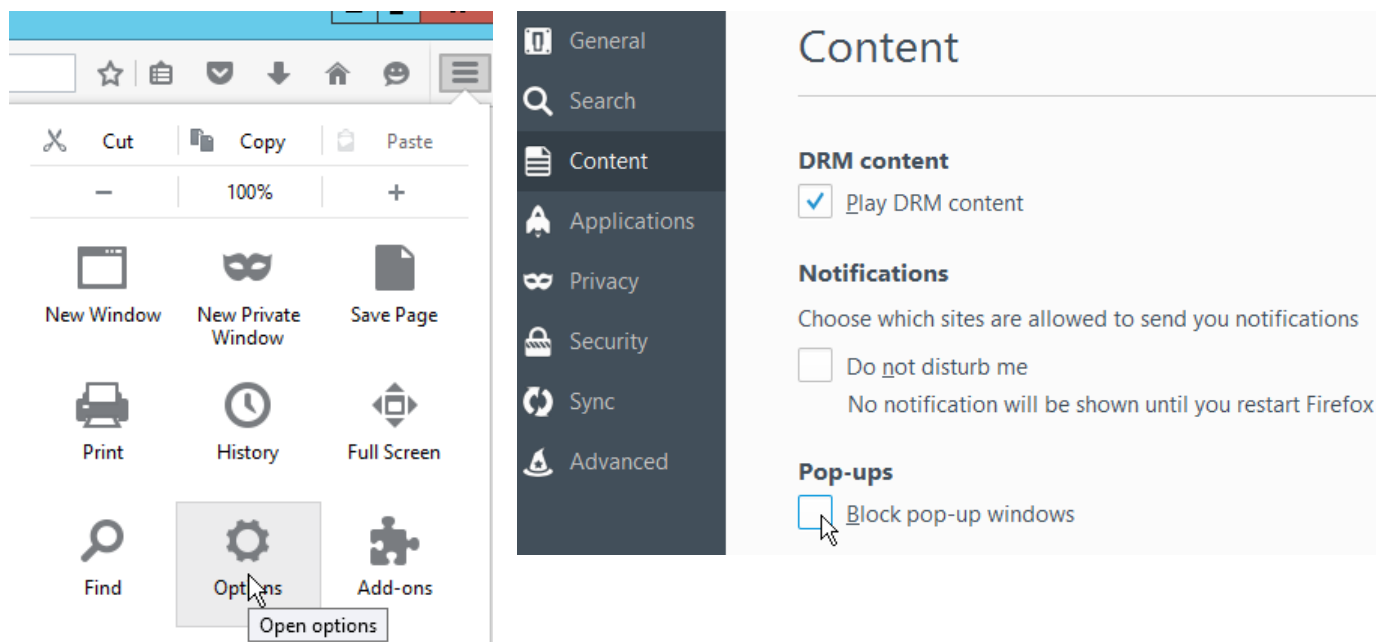 Cut Copy Paste
100%
New Window New Private Window Save Page
Print History Full Screen
Find Options Add-ons
Open options
General
Search
Content
Applications
Privacy
Security
Sync
Advanced
Content
DRM content
Play DRM content
Notifications
Choose which sites are allowed to send you notifications
Do not disturb me
No notification will be shown until you restart Firefox
Pop-ups
Block pop-up windows